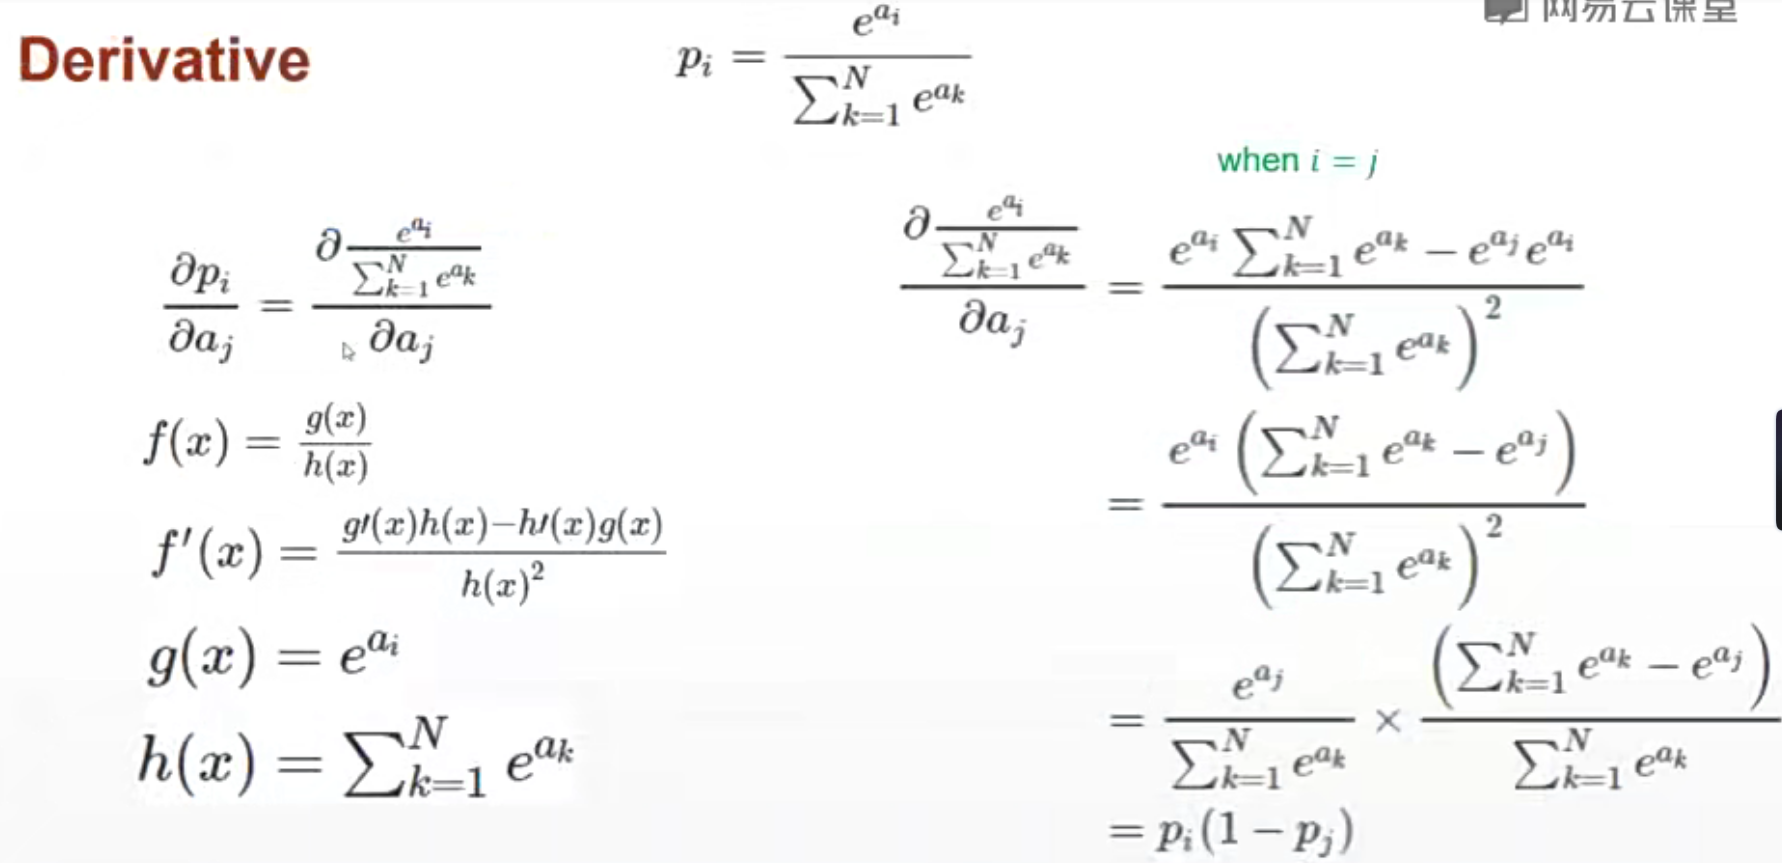 网易云课堂
Derivative
p_i = \frac{e^{a_i}}{\sum_{k=1}^{N} e^{a_k}}
\frac{\partial p_i}{\partial a_j} = \frac{\partial \frac{e^{a_i}}{\sum_{k=1}^{N} e^{a_k}}}{\partial a_j}
f(x) = \frac{g(x)}{h(x)}
f'(x) = \frac{g\prime(x)h(x)-h\prime(x)g(x)}{h(x)^2}
g(x) = e^{a_i}
h(x) = \sum_{k=1}^{N} e^{a_k}
when i = j
\frac{\partial \frac{e^{a_i}}{\sum_{k=1}^{N} e^{a_k}}}{\partial a_j} = \frac{e^{a_i} \sum_{k=1}^{N} e^{a_k} - e^{a_j} e^{a_i}}{\left(\sum_{k=1}^{N} e^{a_k}\right)^2}
= \frac{e^{a_i} \left(\sum_{k=1}^{N} e^{a_k} - e^{a_j}\right)}{\left(\sum_{k=1}^{N} e^{a_k}\right)^2}
= \frac{e^{a_j}}{\sum_{k=1}^{N} e^{a_k}} × \frac{\left(\sum_{k=1}^{N} e^{a_k} - e^{a_j}\right)}{\sum_{k=1}^{N} e^{a_k}}
= p_i(1 - p_j)